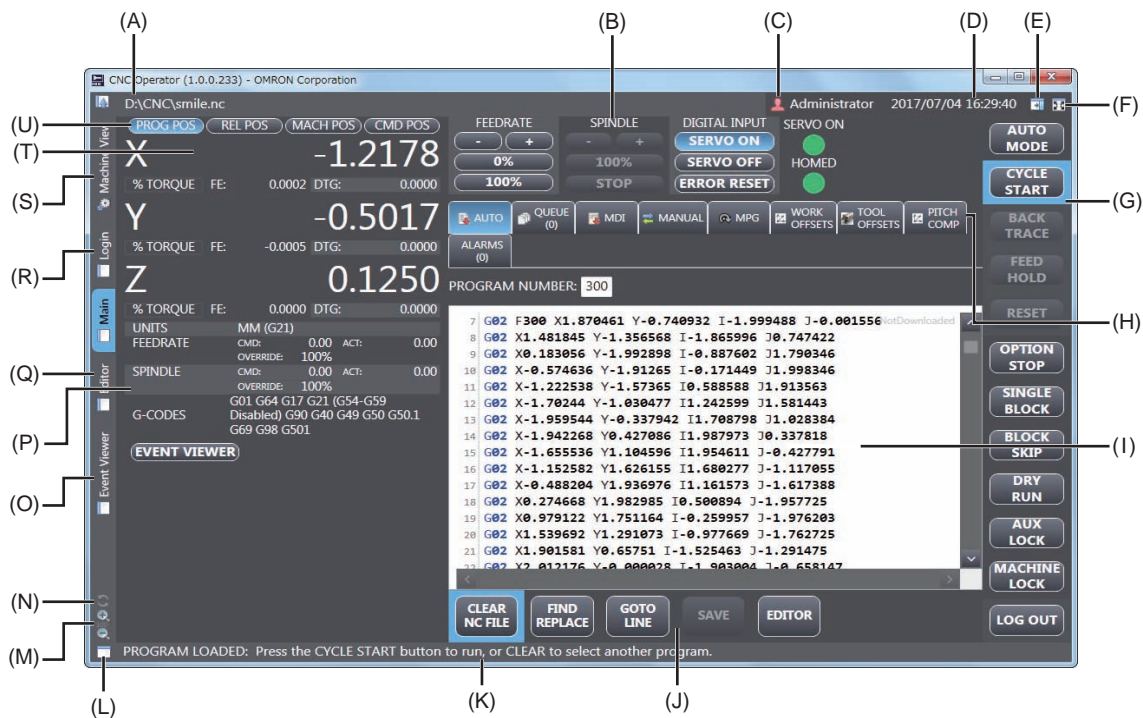 (A)
(B)
(C)
(D)
(E)
CNC Operator (1.0.0.233) - OMRON Corporation
D:\CNC\smile.nc
Administrator 2017/07/04 16:29:40
(F)
(U)
PROG POS REL POS MACH POS CMD POS
(T)
X -1.2178
% TORQUE FE: 0.0002 DTG: 0.0000
Y -0.5017
% TORQUE FE: -0.0005 DTG: 0.0000
Z 0.1250
% TORQUE FE: 0.0000 DTG: 0.0000
UNITS MM (G21)
FEEDRATE CMD: 0.00 ACT: 0.00
OVERRIDE: 100%
SPINDLE CMD: 0.00 ACT: 0.00
OVERRIDE: 100%
G-CODES
G01 G64 G17 G21 (G54-G59
Disabled) G90 G40 G49 G50 G50.1
G69 G98 G501
EVENT VIEWER
(S)
Machine View
(R)
Login
Main
(Q)
Editor
(P)
(O)
Event Viewer
(N)
(M)
(L)
FEEDRATE
- +
0%
100%
SPINDLE
- +
100%
STOP
DIGITAL INPUT
SERVO ON
SERVO OFF
ERROR RESET
SERVO ON
HOMED
AUTO
QUEUE
(0)
MDI
MANUAL
MPG
WORK
OFFSETS
TOOL
OFFSETS
PITCH
COMP
ALARMS
(0)
(H)
PROGRAM NUMBER: 300
7 G02 F300 X1.870461 Y-0.740932 I-1.999488 J-0.001556 NotDownloaded
8 G02 X1.481845 Y-1.356568 I-1.865996 J0.747422
9 G02 X0.183056 Y-1.992898 I-0.887602 J1.790346
10 G02 X-0.574636 Y-1.91265 I-0.171449 J1.998346
11 G02 X-1.222538 Y-1.57365 I0.588588 J1.913563
12 G02 X-1.70244 Y-1.030477 I1.242599 J1.581443
13 G02 X-1.959544 Y-0.337942 I1.708798 J1.028384
14 G02 X-1.942268 Y0.427086 I1.987973 J0.337818
15 G02 X-1.655536 Y1.104596 I1.954611 J-0.427791
16 G02 X-1.152582 Y1.626155 I1.680277 J-1.117055
17 G02 X-0.488204 Y1.936976 I1.161573 J-1.617388
18 G02 X0.274668 Y1.982985 I0.500894 J-1.957725
19 G02 X0.979122 Y1.751164 I-0.259957 J-1.976203
20 G02 X1.539692 Y1.291073 I-0.977669 J-1.762725
21 G02 X1.901581 Y0.65751 I-1.525463 J-1.291475
22 G02 X2.012176 Y-0.000028 I-1.903004 J-0.658147
(I)
CLEAR
NC FILE
FIND
REPLACE
GOTO
LINE
SAVE
EDITOR
(J)
AUTO
MODE
CYCLE
START
(G)
BACK
TRACE
FEED
HOLD
RESET
OPTION
STOP
SINGLE
BLOCK
BLOCK
SKIP
DRY
RUN
AUX
LOCK
MACHINE
LOCK
LOG OUT
PROGRAM LOADED: Press the CYCLE START button to run, or CLEAR to select another program.
(K)